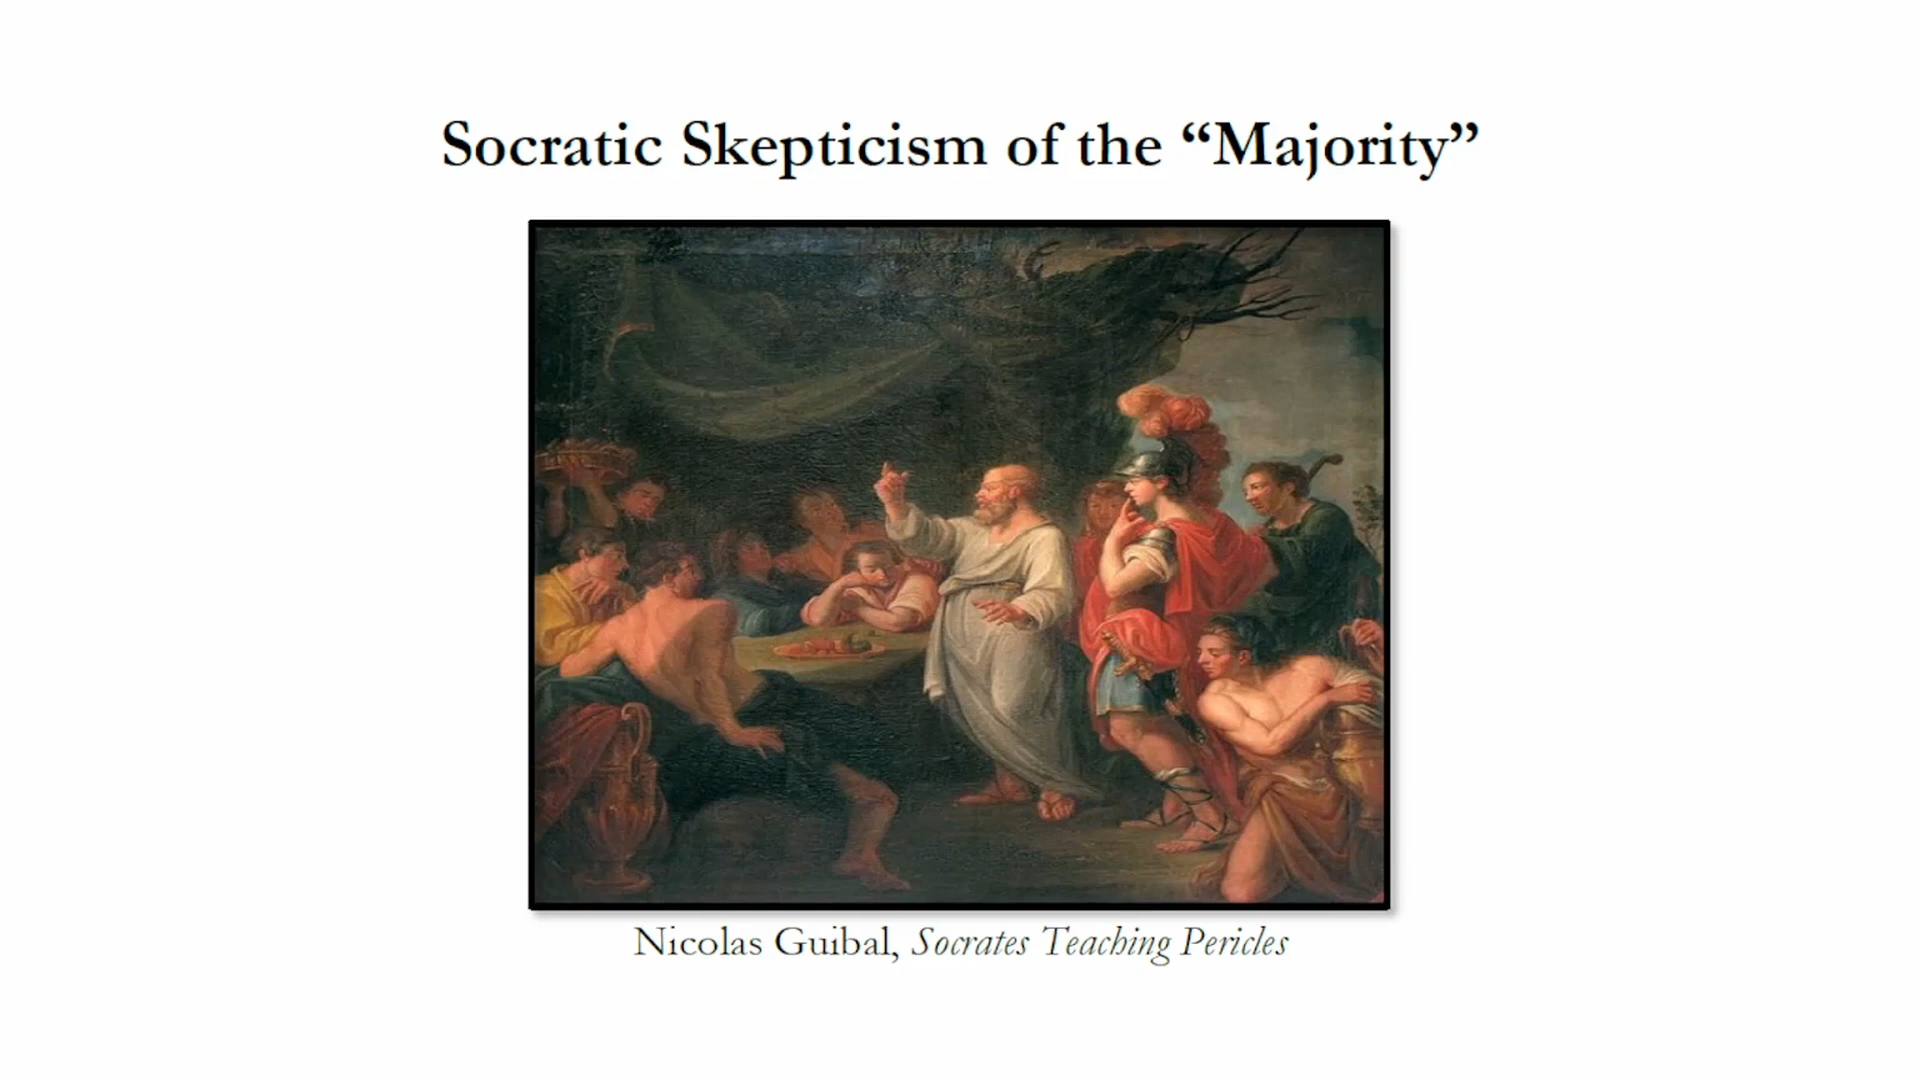 Socratic Skepticism of the “Majority”
Nicolas Guibal, Socrates Teaching Pericles